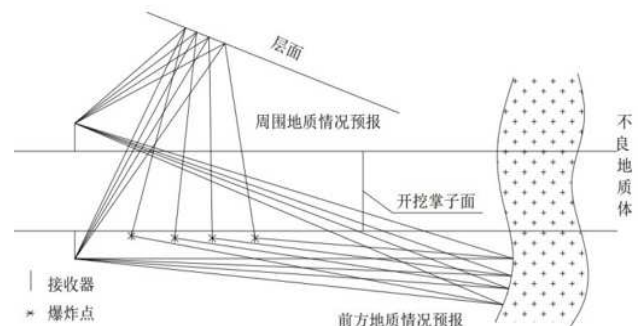 层面
周围地质情况预报
不良地质体
开挖掌子面
接收器
爆炸点
前方地质情况预报